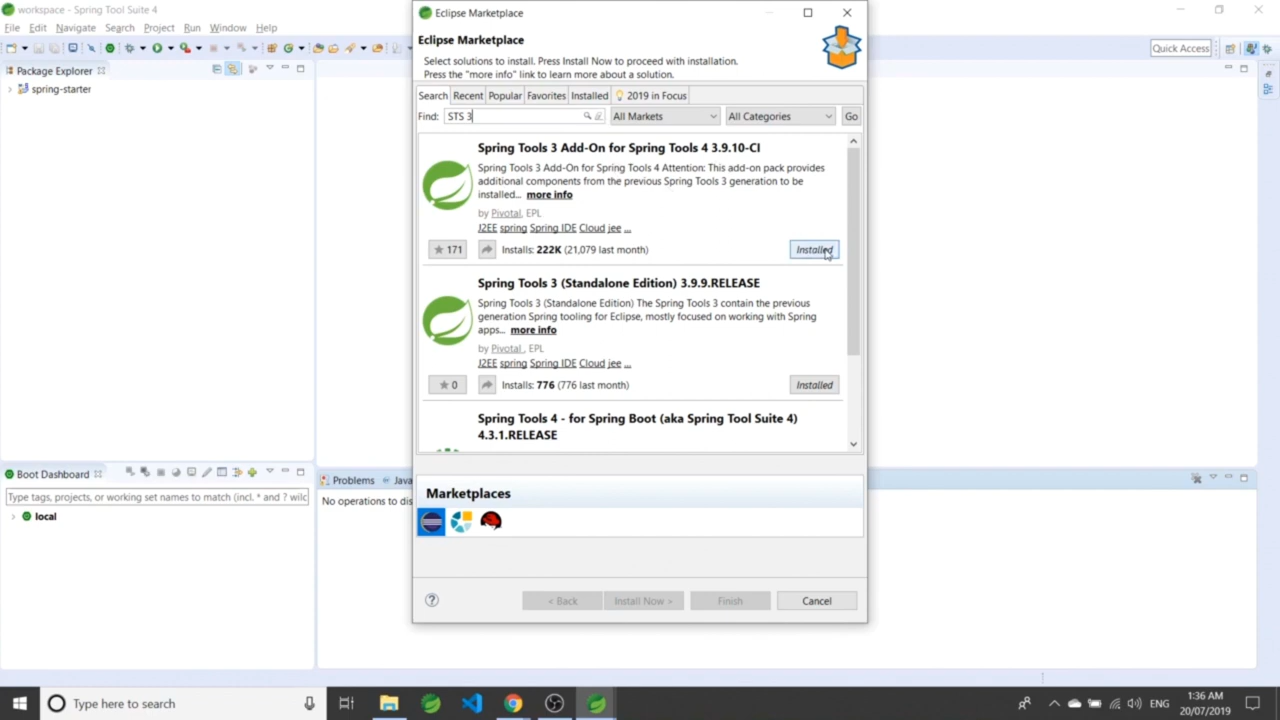 workspace - Spring Tool Suite 4
File Edit Navigate Search Project Run Window Help
Quick Access
Package Explorer
spring-starter
Eclipse Marketplace
Eclipse Marketplace
Select solutions to install. Press Install Now to proceed with installation.
Press the "more info" link to learn more about a solution.
Search Recent Popular Favorites Installed 2019 in Focus
Find: STS 3 All Markets All Categories Go
Spring Tools 3 Add-On for Spring Tools 4 3.9.10-CI
Spring Tools 3 Add-On for Spring Tools 4 Attention: This add-on pack provides
additional components from the previous Spring Tools 3 generation to be
installed... more info
by Pivotal, EPL
J2EE spring Spring IDE Cloud jee ...
171 Installs: 222K (21,079 last month) Installed
Spring Tools 3 (Standalone Edition) 3.9.9.RELEASE
Spring Tools 3 (Standalone Edition) The Spring Tools 3 contain the previous
generation Spring tooling for Eclipse, mostly focused on working with Spring
apps... more info
by Pivotal , EPL
J2EE spring Spring IDE Cloud jee ...
0 Installs: 776 (776 last month) Installed
Spring Tools 4 - for Spring Boot (aka Spring Tool Suite 4)
4.3.1.RELEASE
Marketplaces
< Back Install Now > Finish Cancel
Boot Dashboard
Type tags, projects, or working set names to match (incl. * and ? wilc
local
Problems Java
No operations to dis
Type here to search
ENG
1:36 AM
20/07/2019